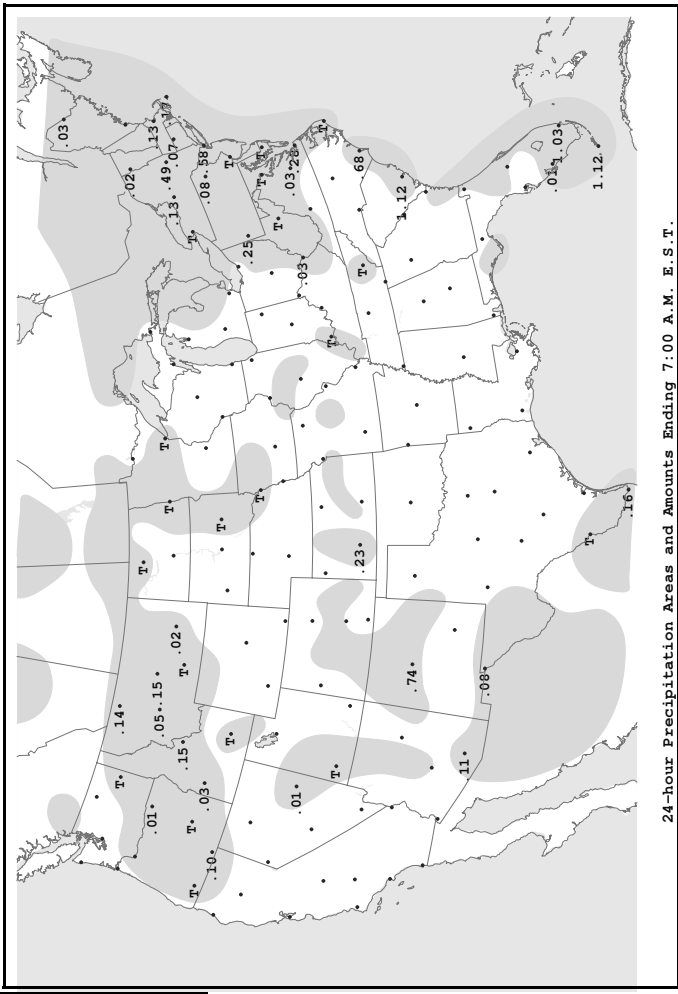 .03
T
.14
02
T
.01
.13
.05
.15
T
.49
.17
T
.13
.07
.02
.15
T
T
T
T
.03
.08
.58
.10
T
T
T
.25
T
T
T
T
.03
.28
.01
.03
T
T
T
.68
.23
T
1.12
.74
.11
.08
.01
1.03
T
1.12
.16
24-hour Precipitation Areas and Amounts Ending 7:00 A.M. E.S.T.